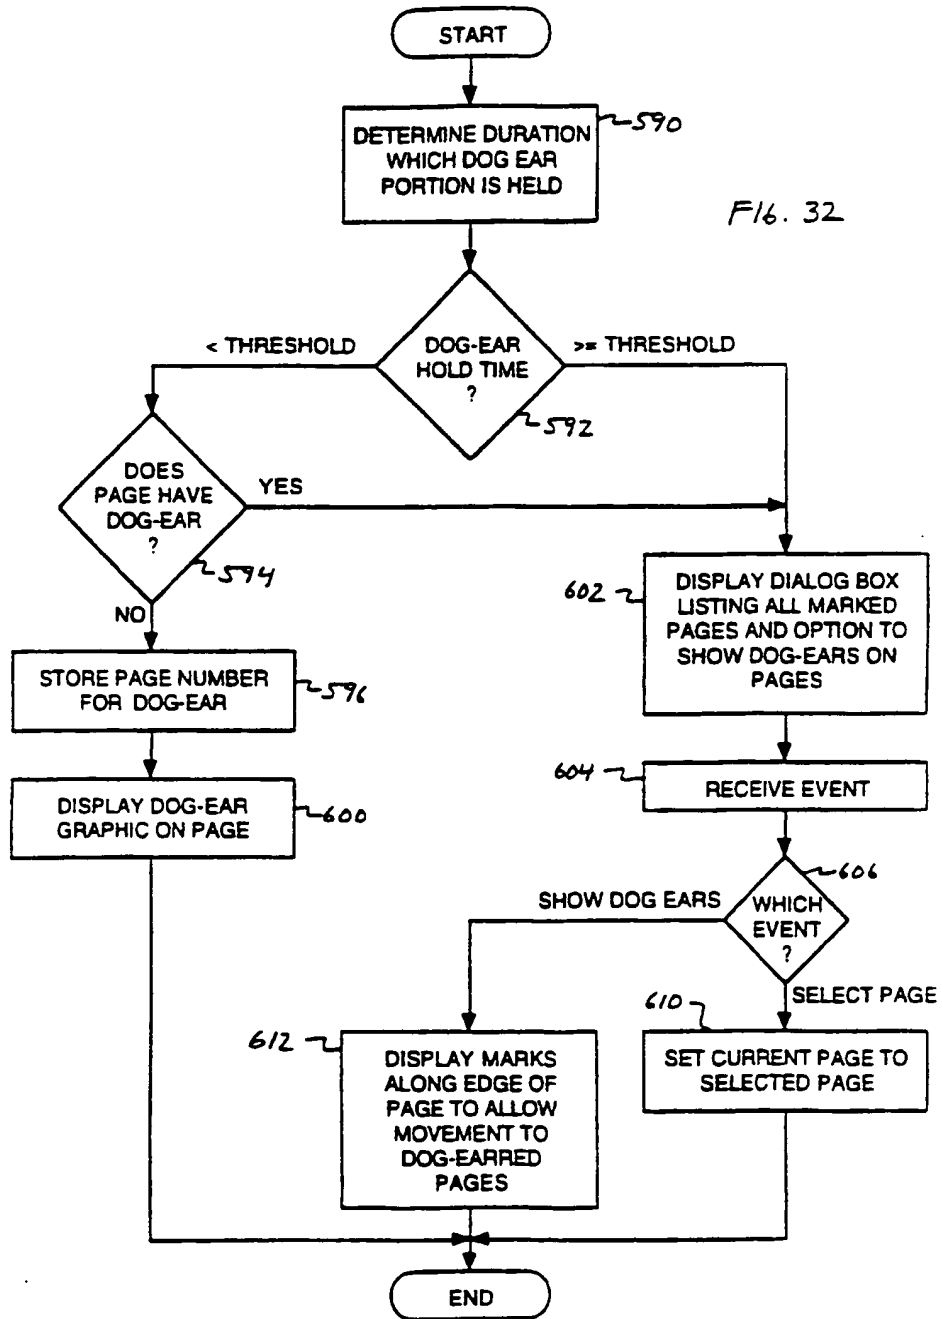 START
DETERMINE DURATION
WHICH DOG EAR
PORTION IS HELD
590
FIG. 32
< THRESHOLD
DOG-EAR
HOLD TIME
?
>= THRESHOLD
592
DOES
PAGE HAVE
DOG-EAR
?
YES
594
NO
602
DISPLAY DIALOG BOX
LISTING ALL MARKED
PAGES AND OPTION TO
SHOW DOG-EARS ON
PAGES
STORE PAGE NUMBER
FOR DOG-EAR
596
604
RECEIVE EVENT
DISPLAY DOG-EAR
GRAPHIC ON PAGE
600
606
SHOW DOG EARS
WHICH
EVENT
?
SELECT PAGE
610
SET CURRENT PAGE TO
SELECTED PAGE
612
DISPLAY MARKS
ALONG EDGE OF
PAGE TO ALLOW
MOVEMENT TO
DOG-EARRED
PAGES
END